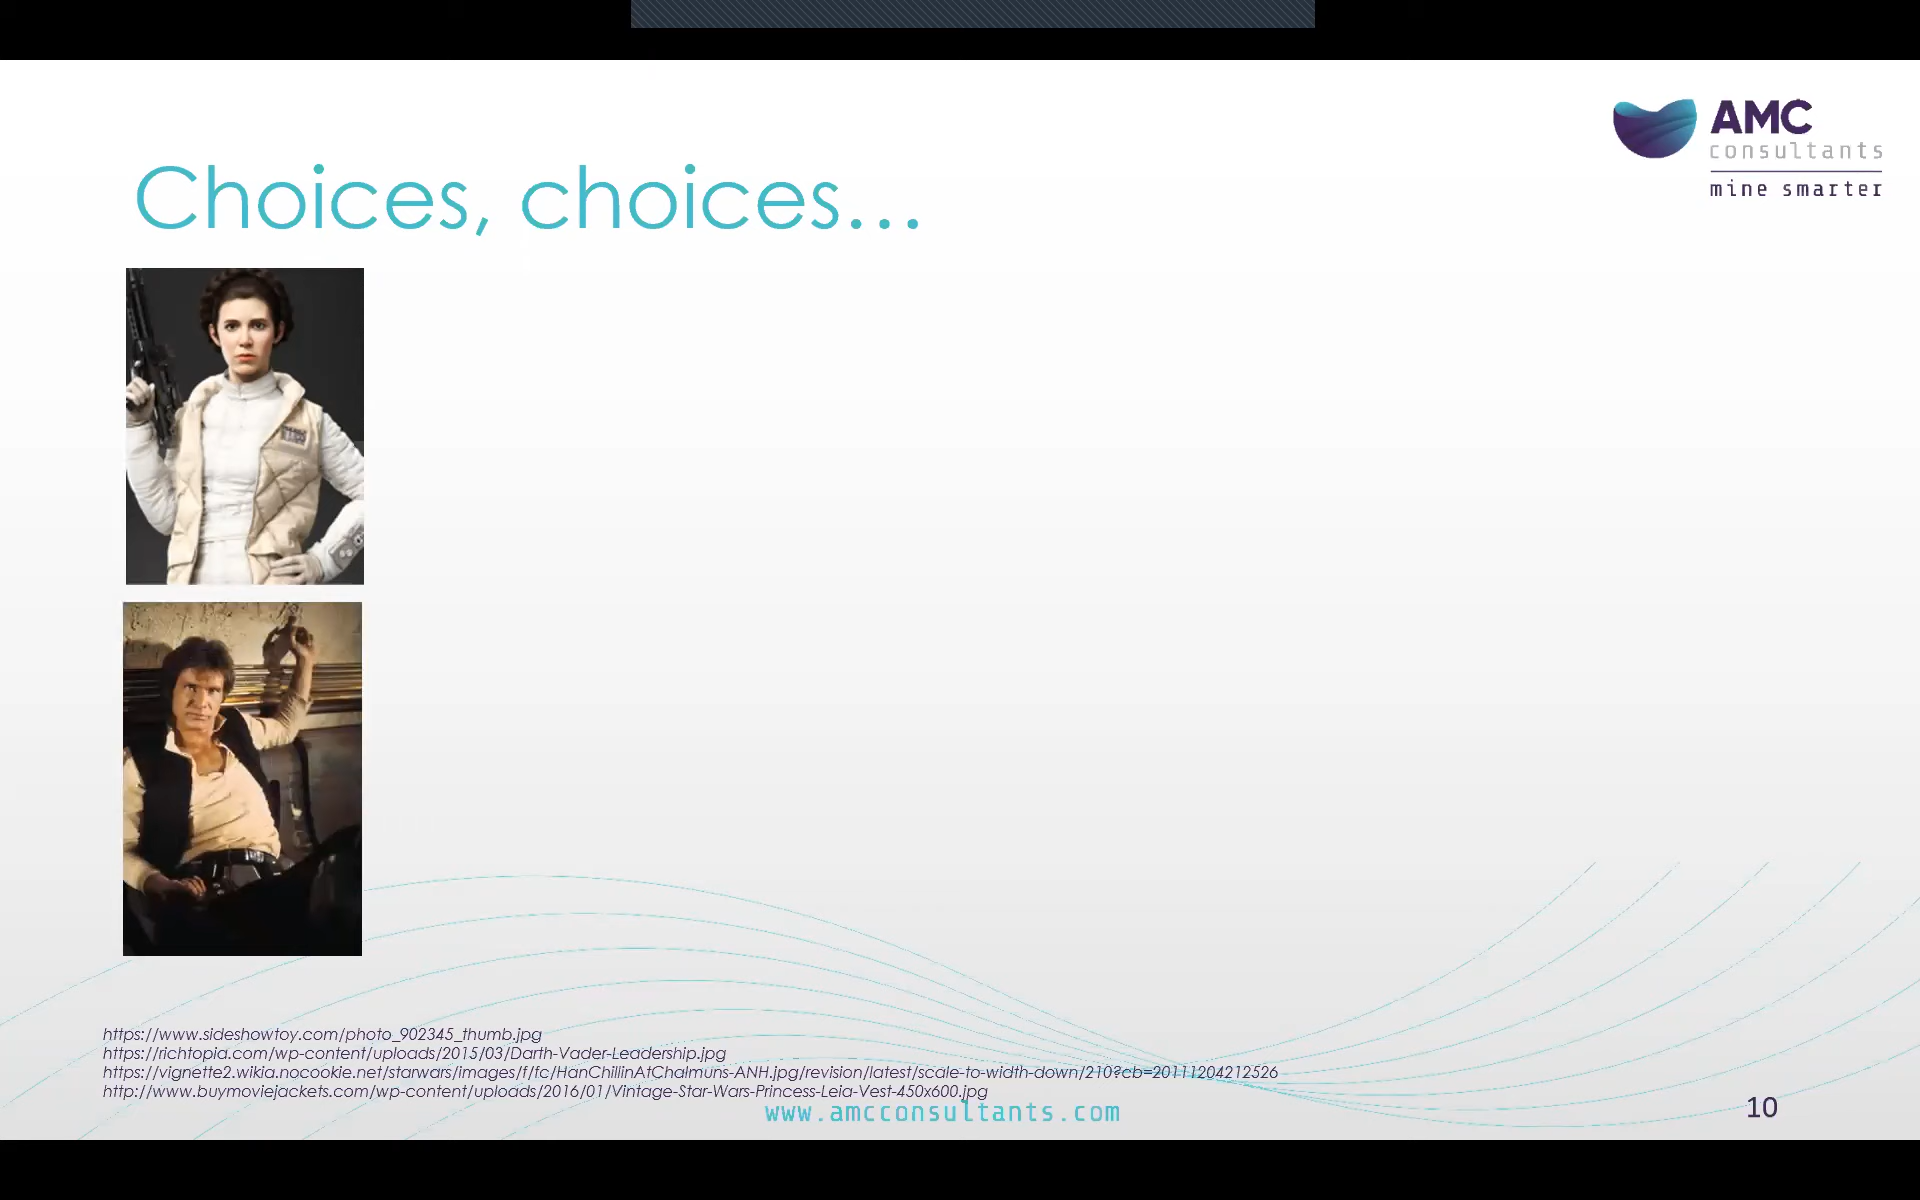 AMC
consultants
mine smarter
Choices, choices…
https://www.sideshowtoy.com/photo_902345_thumb.jpg
https://richtopia.com/wp-content/uploads/2015/03/Darth-Vader-Leadership.jpg
https://vignette2.wikia.nocookie.net/starwars/images/f/fc/HanChillinAtChalmuns-ANH.jpg/revision/latest/scale-to-width-down/210?cb=20111204212526
http://www.buymoviejackets.com/wp-content/uploads/2016/01/Vintage-Star-Wars-Princess-Leia-Vest-450x600.jpg
www.amcconsultants.com
10